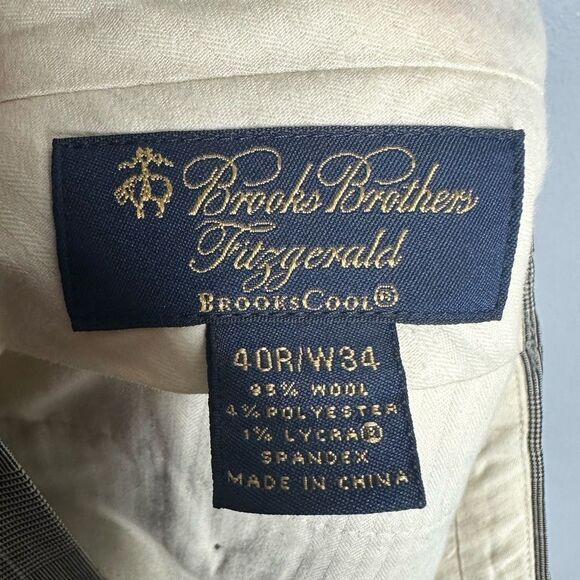 Brooks Brothers
Fitzgerald
BROOKSCOOL®
40R/W34
95% WOOL
4% POLYESTER
1% LYCRA®
SPANDEX
MADE IN CHINA